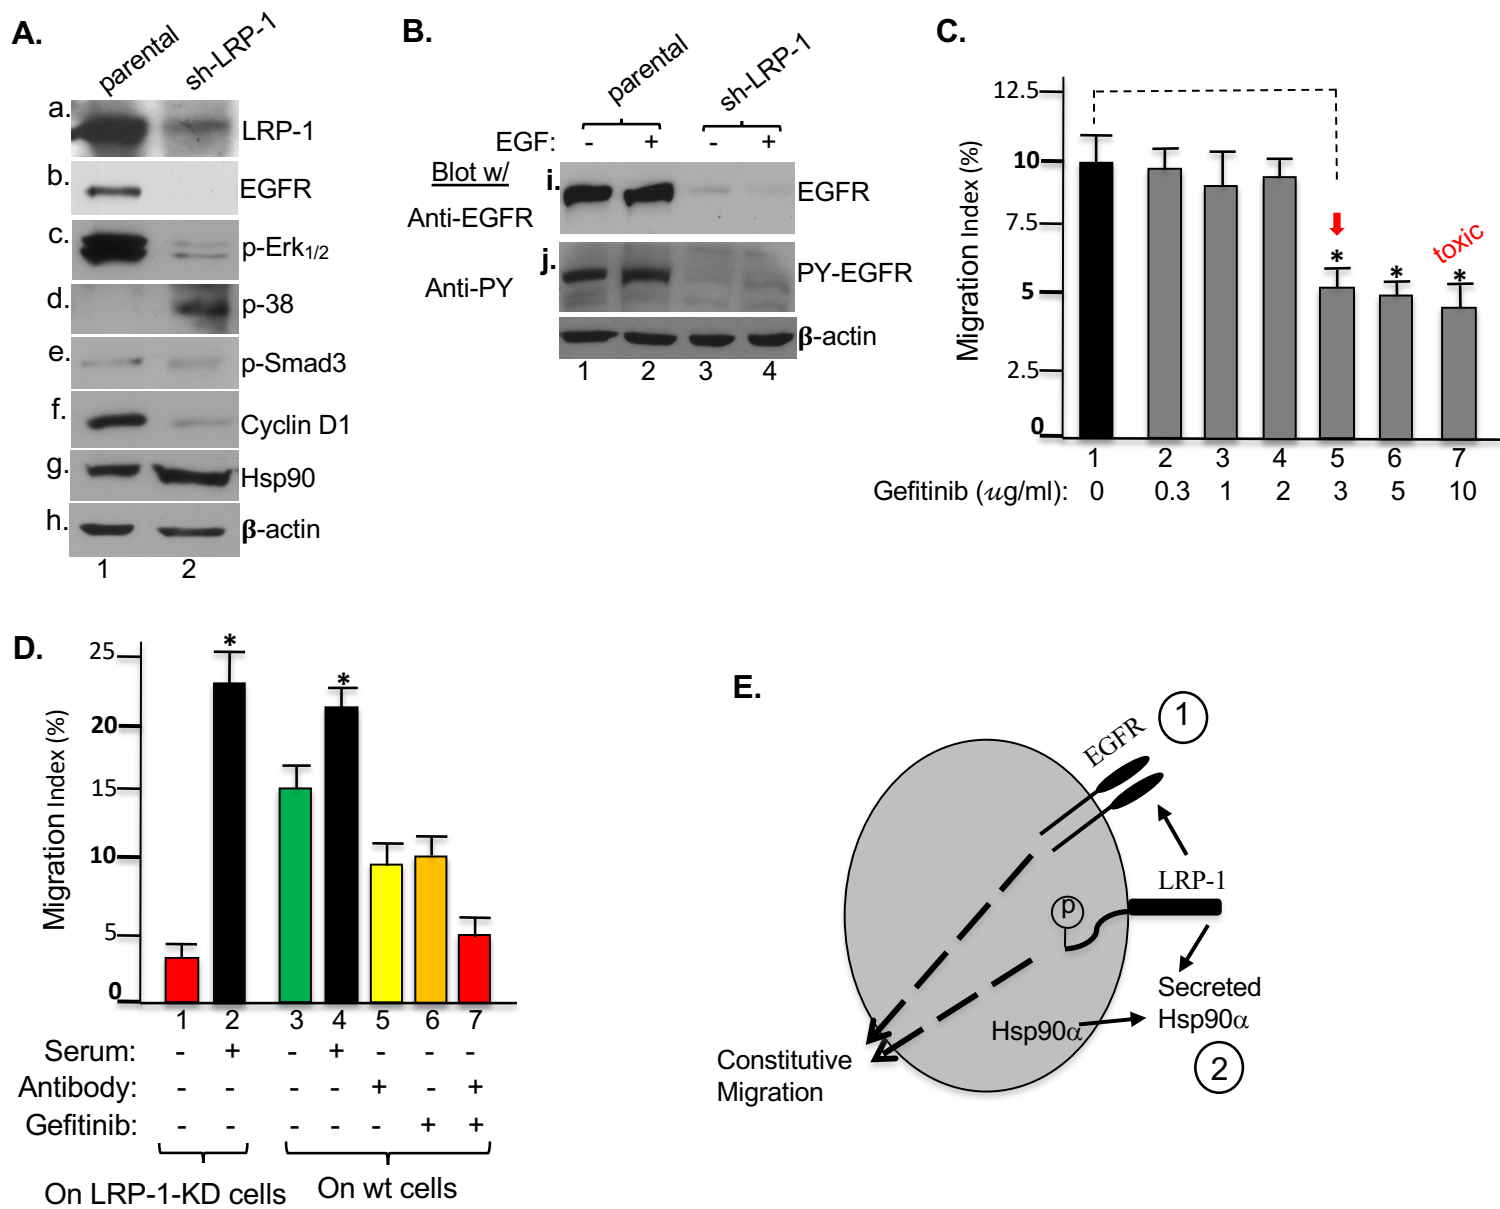 A.
parental
sh-LRP-1
a.
LRP-1
b.
EGFR
c.
p-Erk1/2
d.
p-38
e.
p-Smad3
f.
Cyclin D1
g.
Hsp90
h.
β-actin
1 2
B.
parental
sh-LRP-1
EGF: - + - +
Blot w/
Anti-EGFR
i.
EGFR
Anti-PY
j.
PY-EGFR
β-actin
1 2 3 4
C.
Migration Index (%)
12.5
10
7.5
5
2.5
0
* * *
toxic
1 2 3 4 5 6 7
Gefitinib (ug/ml): 0 0.3 1 2 3 5 10
D.
Migration Index (%)
25
20
15
10
5
0
* *
1 2 3 4 5 6 7
Serum: - + - + - - -
Antibody: - - - - + - +
Gefitinib: - - - - - + +
On LRP-1-KD cells
On wt cells
E.
EGFR
1
LRP-1
p
Secreted
Hsp90α
Hsp90α
2
Constitutive
Migration